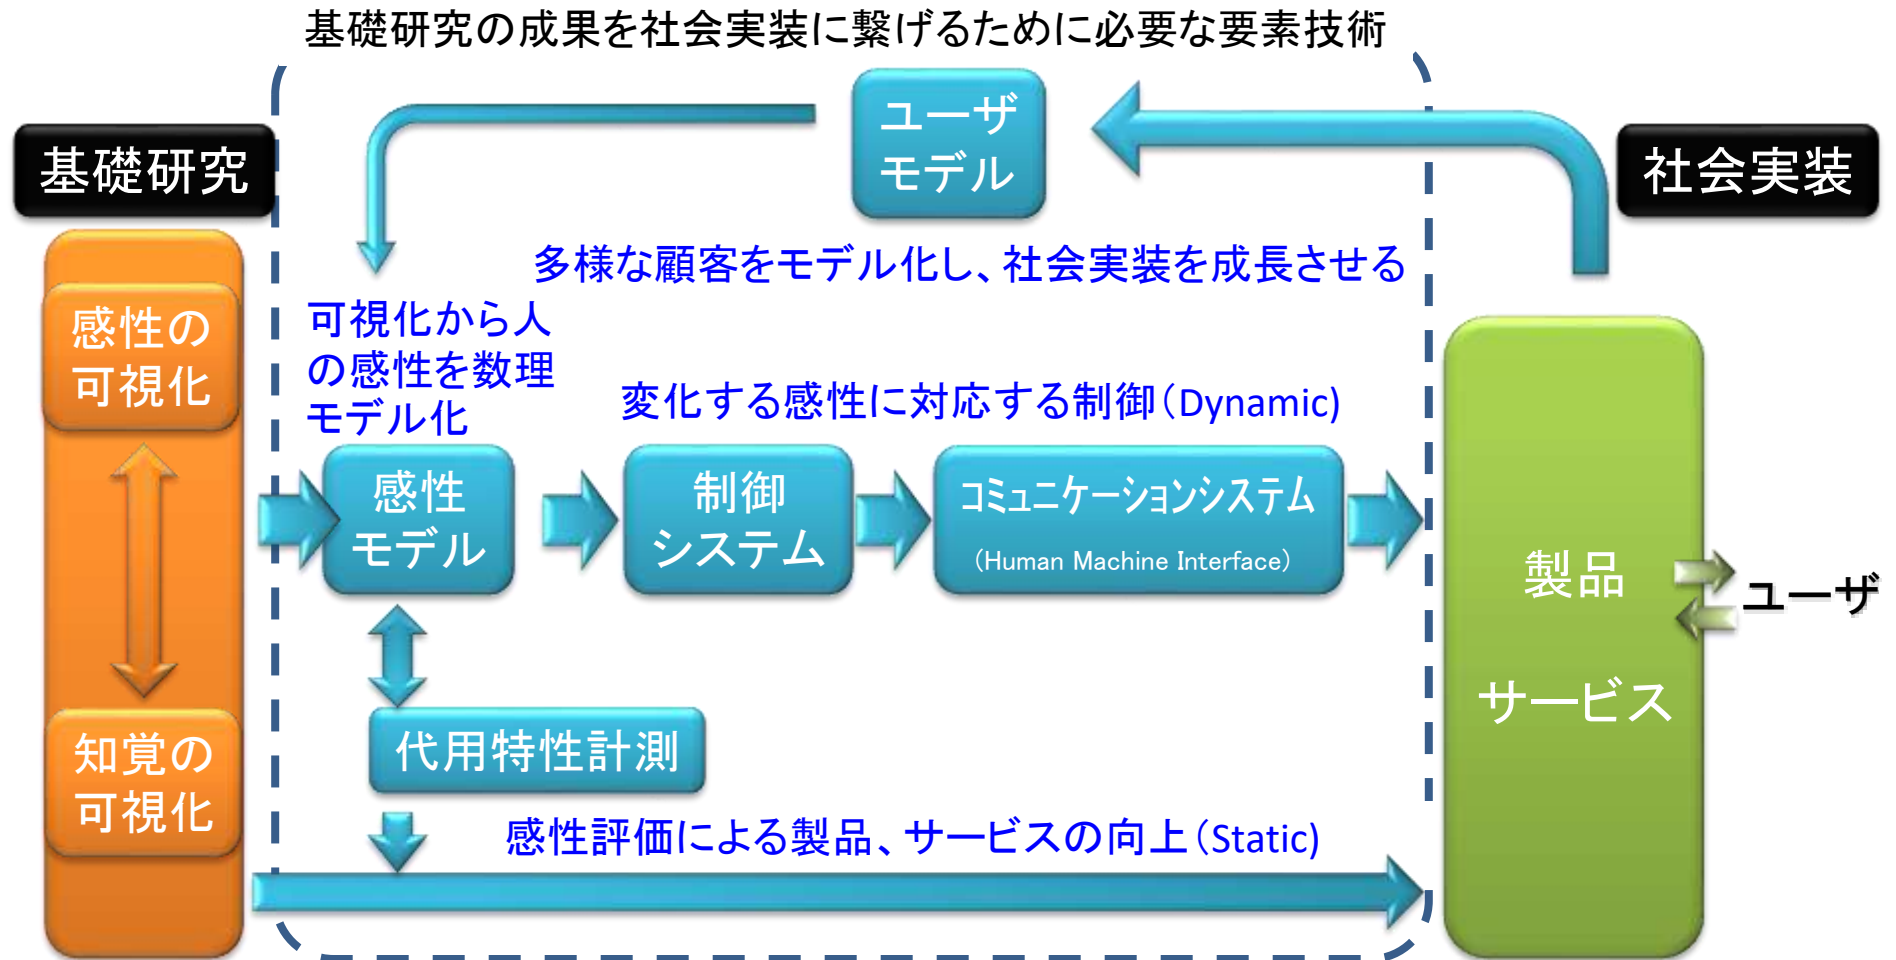 基礎研究の成果を社会実装に繋げるために必要な要素技術
基礎研究
ユーザ
モデル
社会実装
多様な顧客をモデル化し、社会実装を成長させる
感性の
可視化
可視化から人
の感性を数理
モデル化
変化する感性に対応する制御(Dynamic)
感性
モデル
制御
システム
コミュニケーションシステム
(Human Machine Interface)
製品
サービス
ユーザ
知覚の
可視化
代用特性計測
感性評価による製品、サービスの向上(Static)